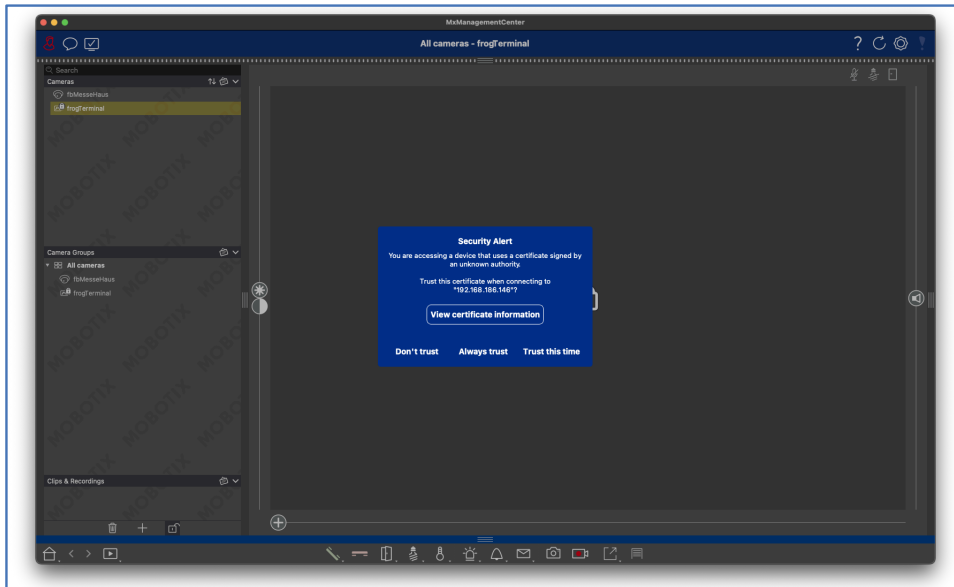 MxManagementCenter
All cameras - frogTerminal
Search
Cameras
fbMesseHaus
frogTerminal
MOBOTIX
Camera Groups
All cameras
fbMesseHaus
frogTerminal
MOBOTIX
Clips & Recordings
Security Alert
You are accessing a device that uses a certificate signed by
an unknown authority.
Trust this certificate when connecting to
"192.168.186.146"?
View certificate information
Don't trust Always trust Trust this time